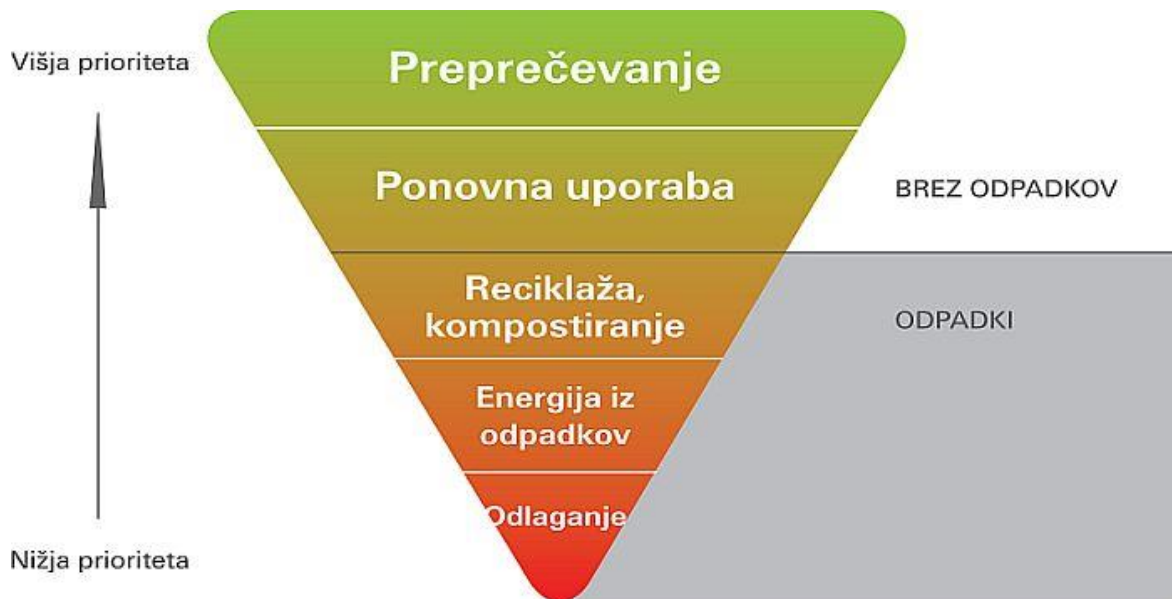 Višja prioriteta
Preprečevanje
Ponovna uporaba
BREZ ODPADKOV
Reciklaža,
kompostiranje
ODPADKI
Energija iz
odpadkov
Odlaganje
Nižja prioriteta